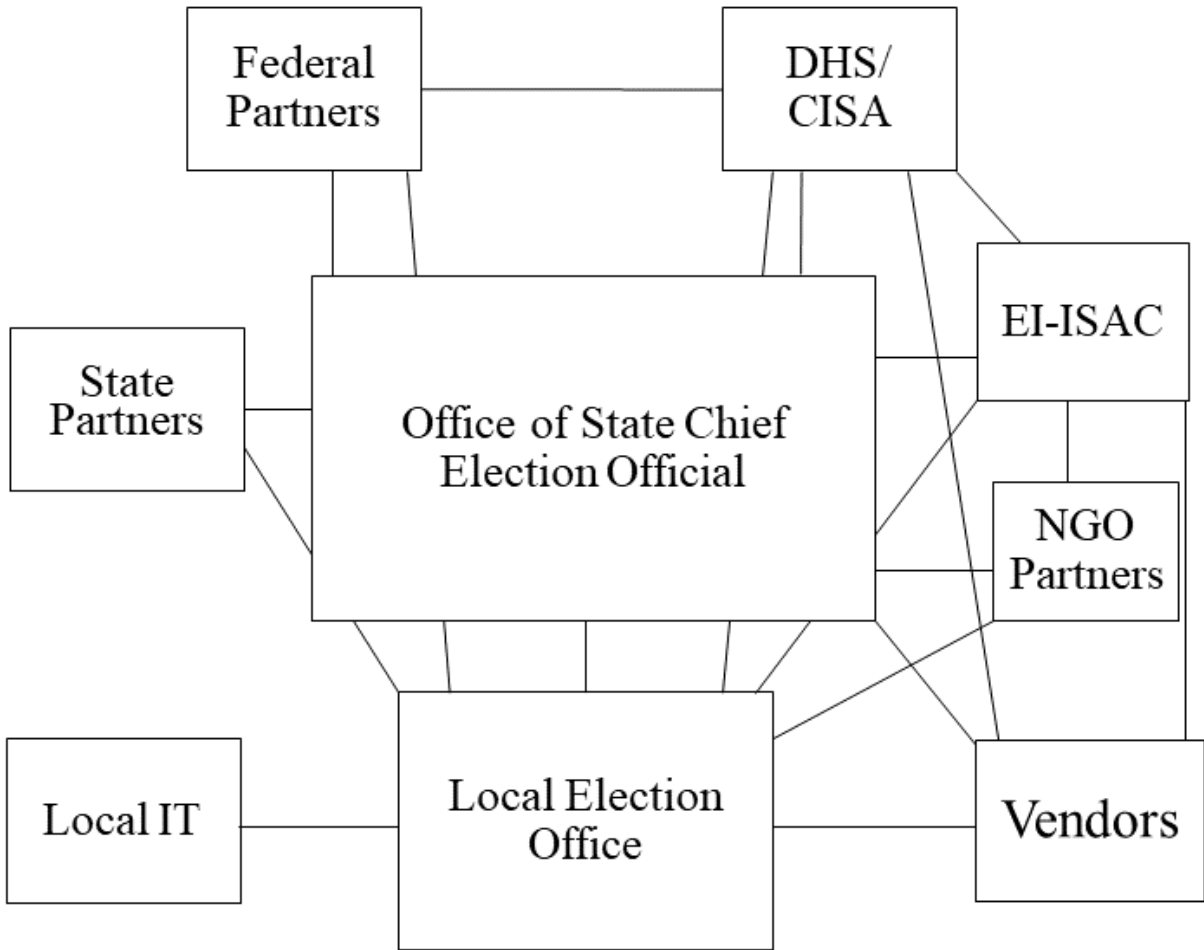 Federal
Partners
DHS/
CISA
EI-ISAC
State
Partners
Office of State Chief
Election Official
NGO
Partners
Local IT
Local Election
Office
Vendors